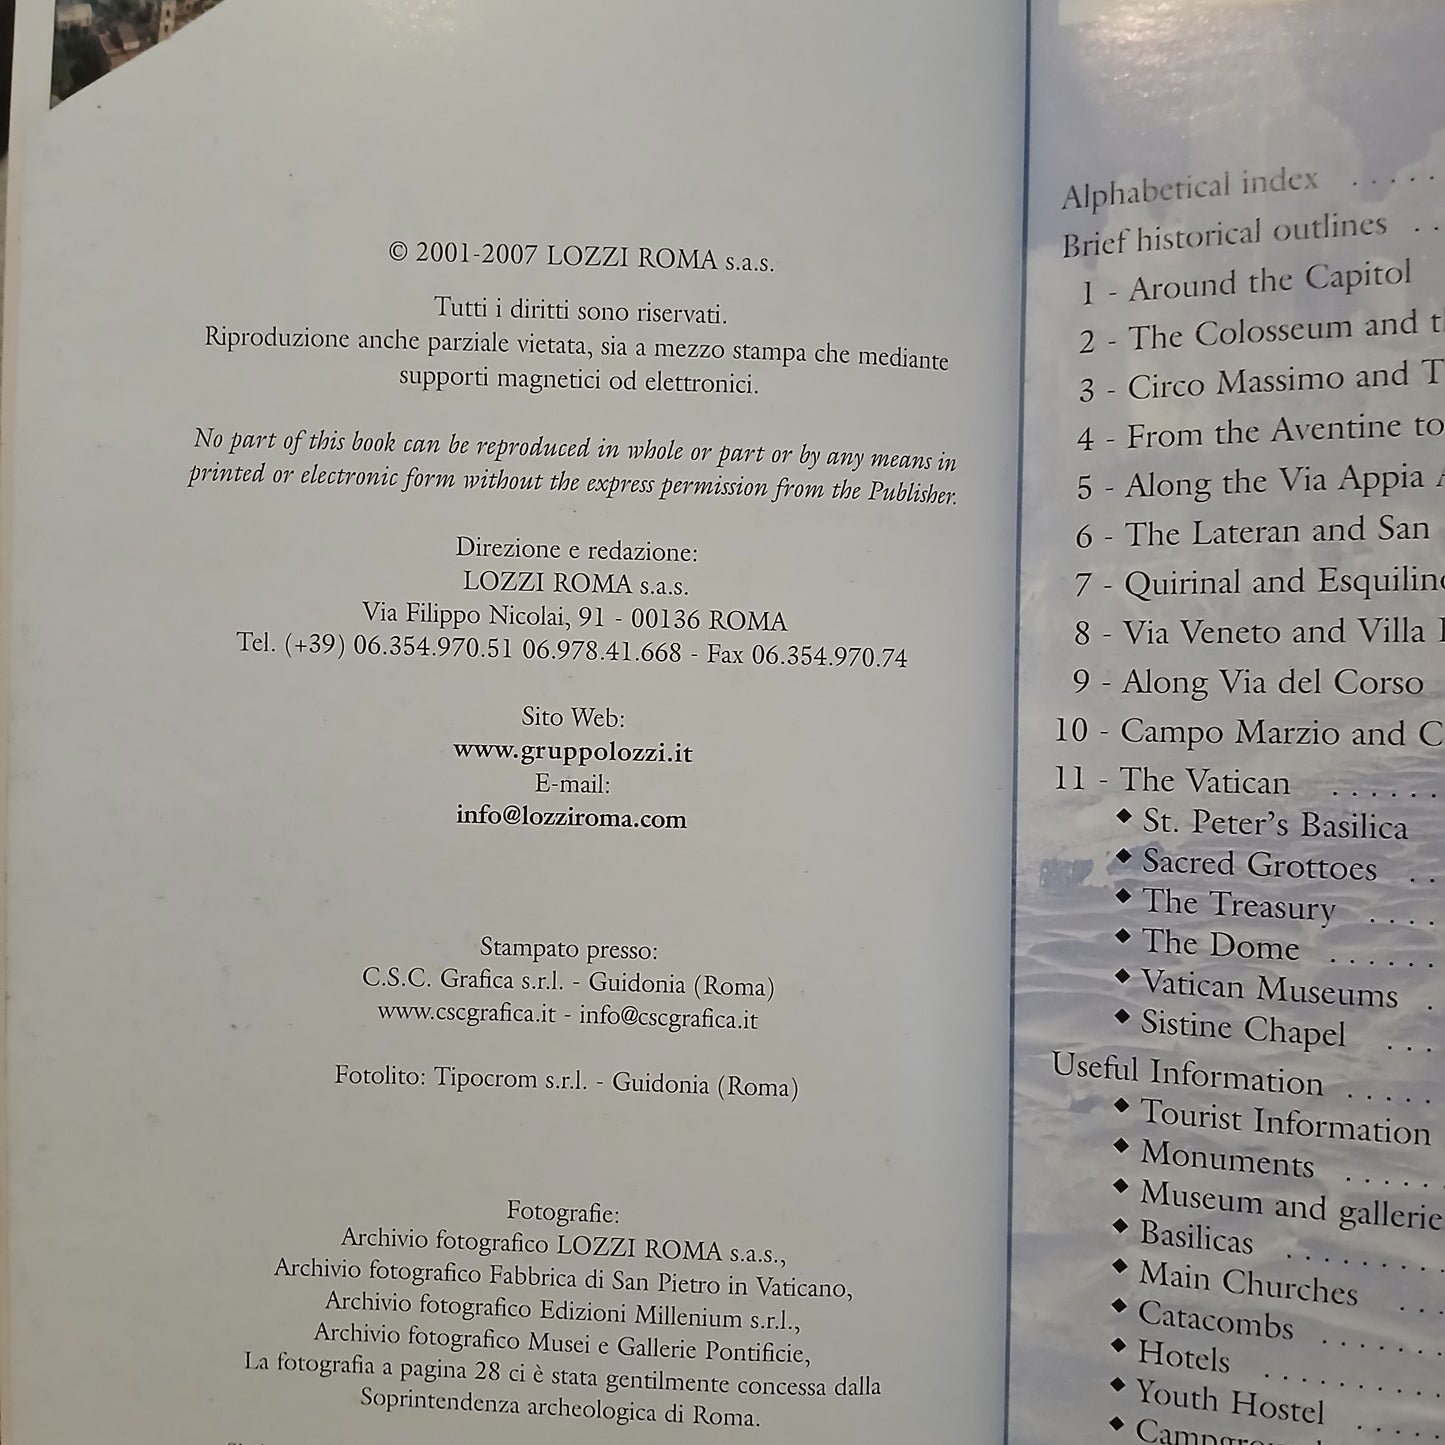 © 2001-2007 LOZZI ROMA s.a.s.
Tutti i diritti sono riservati.
Riproduzione anche parziale vietata, sia a mezzo stampa che mediante
supporti magnetici od elettronici.
No part of this book can be reproduced in whole or part or by any means in
printed or electronic form without the express permission from the Publisher.
Direzione e redazione:
LOZZI ROMA s.a.s.
Via Filippo Nicolai, 91 - 00136 ROMA
Tel. (+39) 06.354.970.51 06.978.41.668 - Fax 06.354.970.74
Sito Web:
www.gruppolozzi.it
E-mail:
info@lozziroma.com
Stampato presso:
C.S.C. Grafica s.r.l. - Guidonia (Roma)
www.cscgrafica.it - info@cscgrafica.it
Fotolito: Tipocrom s.r.l. - Guidonia (Roma)
Fotografie:
Archivio fotografico LOZZI ROMA s.a.s.,
Archivio fotografico Fabbrica di San Pietro in Vaticano,
Archivio fotografico Edizioni Millenium s.r.l.,
Archivio fotografico Musei e Gallerie Pontificie,
La fotografia a pagina 28 ci è stata gentilmente concessa dalla
Soprintendenza archeologica di Roma.
Alphabetical index . . . . .
Brief historical outlines . .
1 - Around the Capitol
2 - The Colosseum and
3 - Circo Massimo and
4 - From the Aventine to
5 - Along the Via Appia
6 - The Lateran and San
7 - Quirinal and
8 - Via Veneto and Villa
9 - Along Via del Corso
10 - Campo Marzio and
11 - The Vatican . . . . . .
◆ St. Peter's Basilica
◆ Sacred Grottoes . .
◆ The Treasury . . . .
◆ The Dome . . . . . .
◆ Vatican Museums .
◆ Sistine Chapel . . .
Useful Information . . . . .
◆ Tourist Information
◆ Monuments . . . . . .
◆ Museum and
◆ Basilicas . . . . . . . .
◆ Main Churches . . .
◆ Catacombs . . . . . . .
◆ Hotels . . . . . . . . . .
◆ Youth Hostel . . . . .